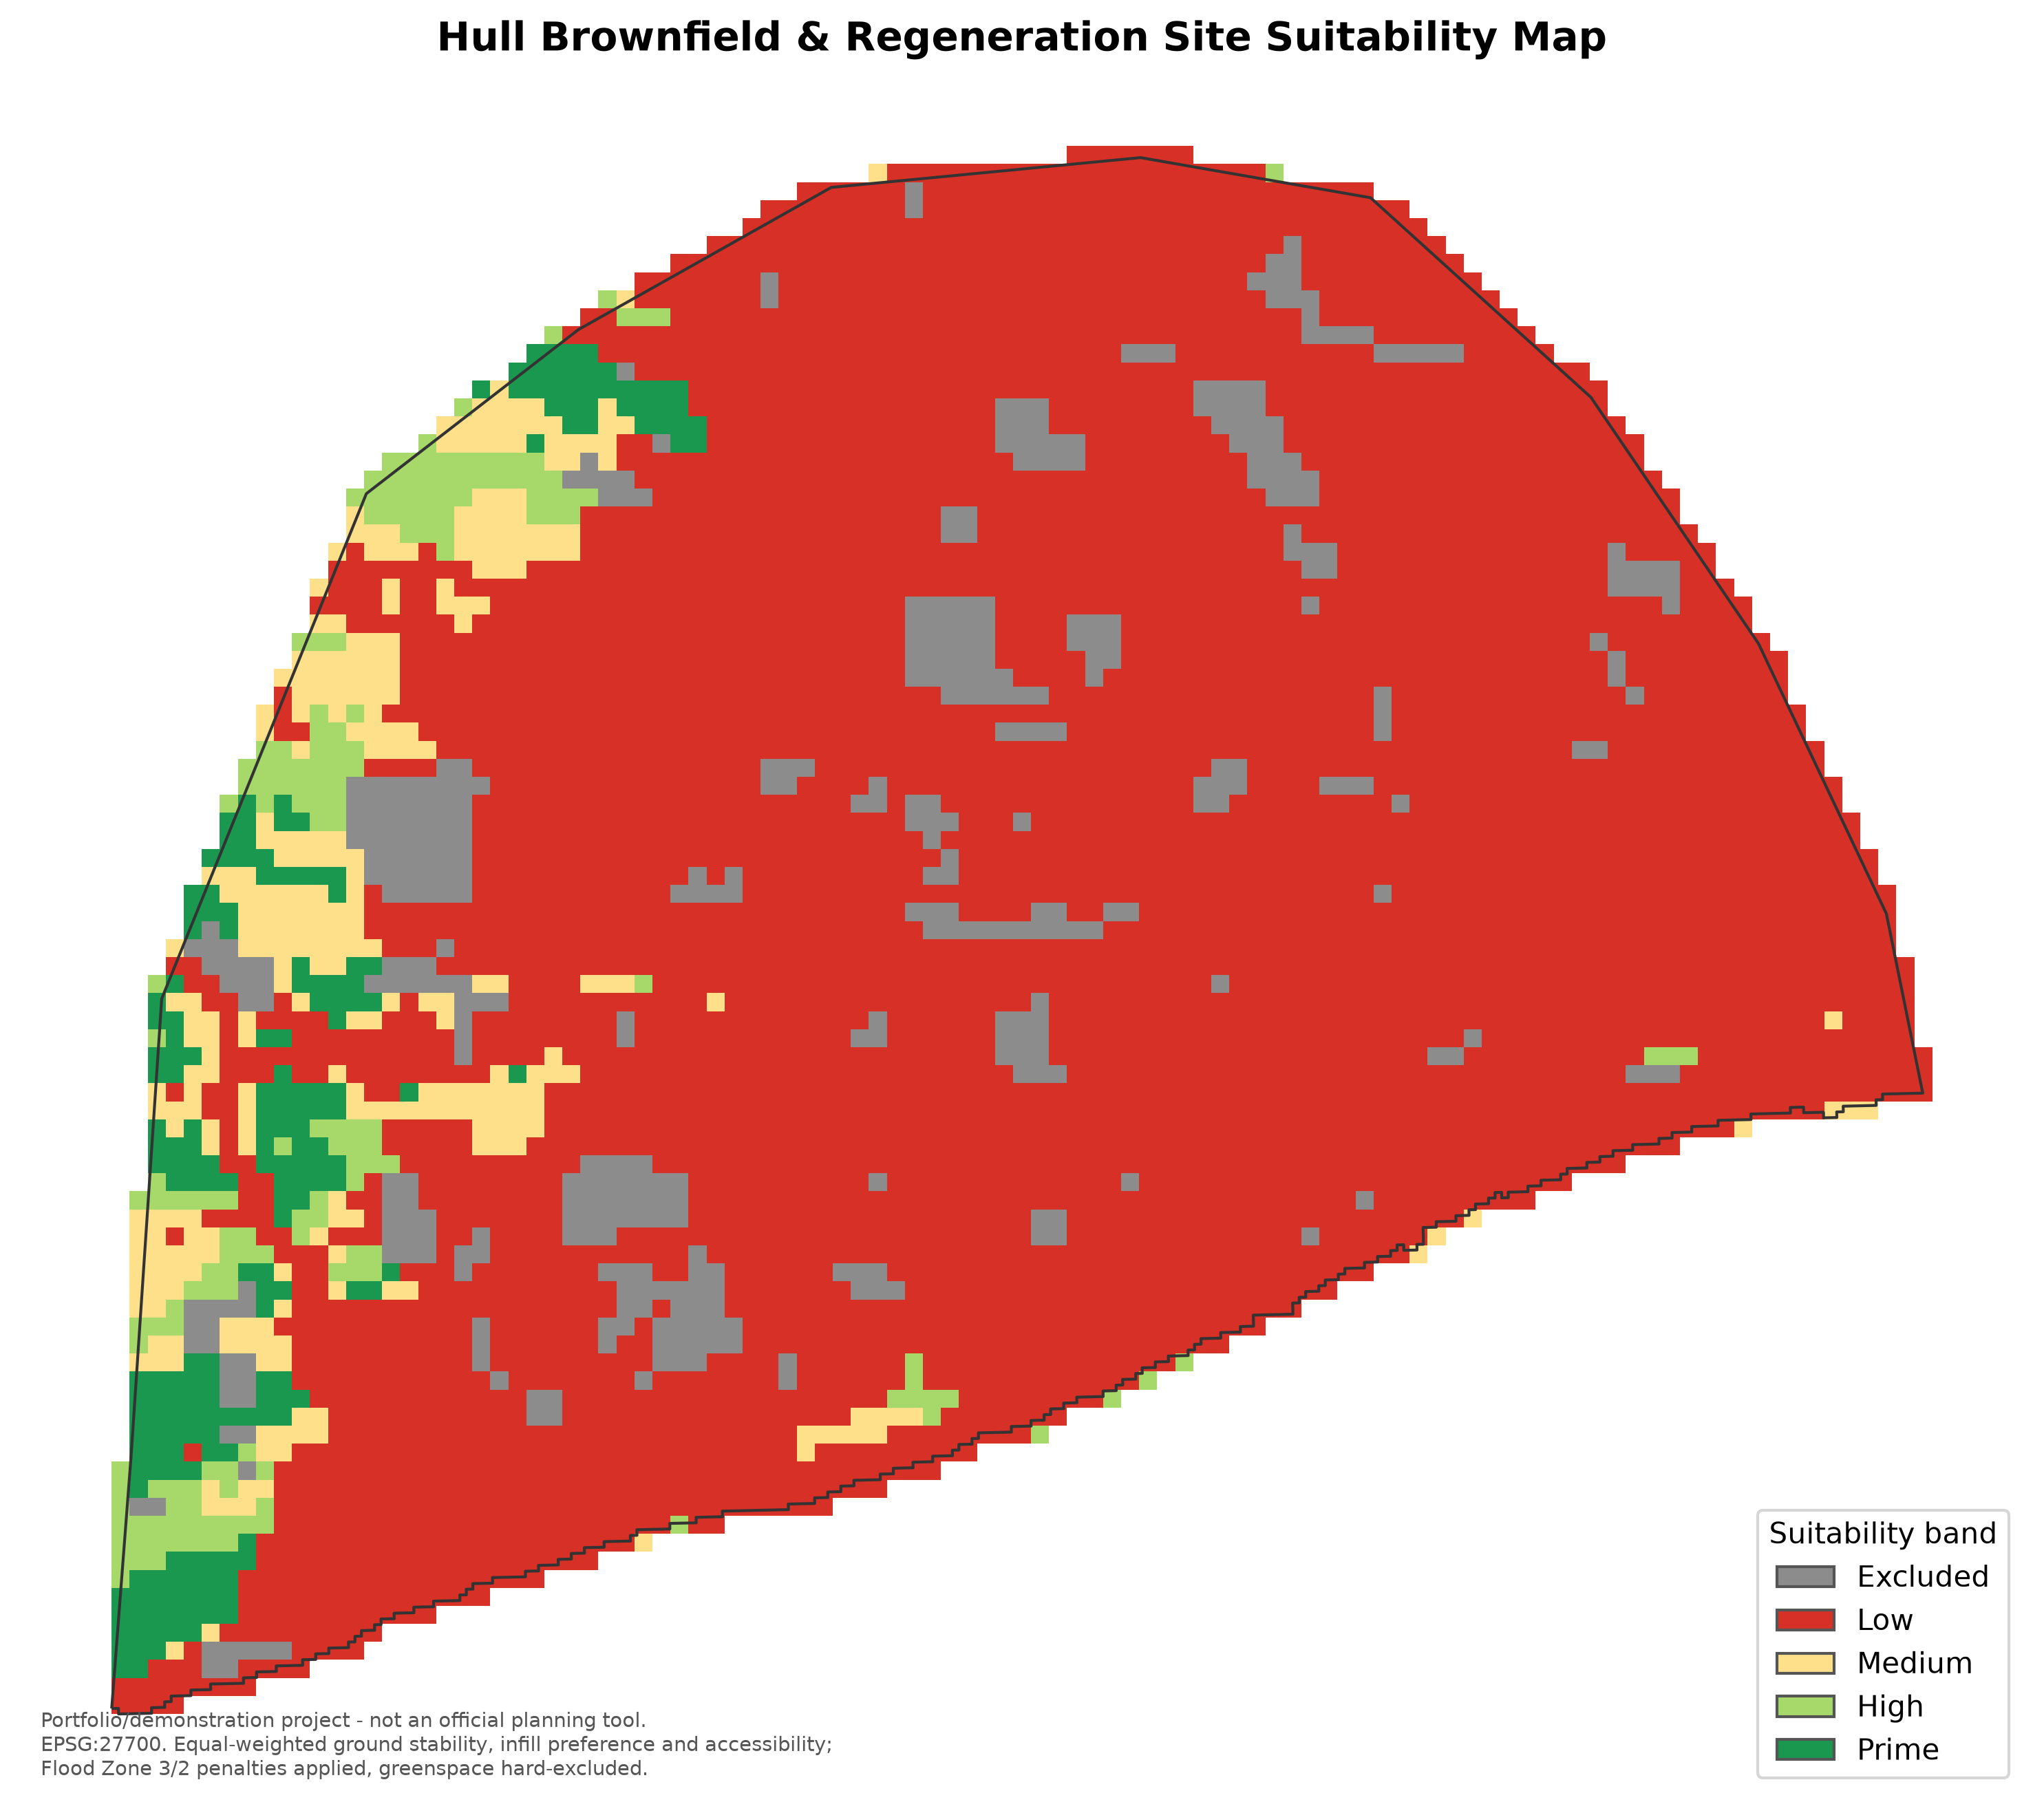 Hull Brownfield & Regeneration Site Suitability Map
Suitability band
Excluded
Low
Medium
High
Prime
Portfolio/demonstration project - not an official planning tool.
EPSG:27700. Equal-weighted ground stability, infill preference and accessibility;
Flood Zone 3/2 penalties applied, greenspace hard-excluded.